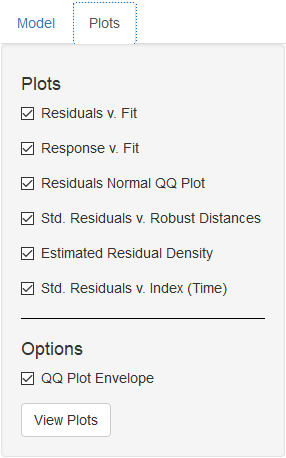 Model Plots
Plots
Residuals v. Fit
Response v. Fit
Residuals Normal QQ Plot
Std. Residuals v. Robust Distances
Estimated Residual Density
Std. Residuals v. Index (Time)
Options
QQ Plot Envelope
View Plots